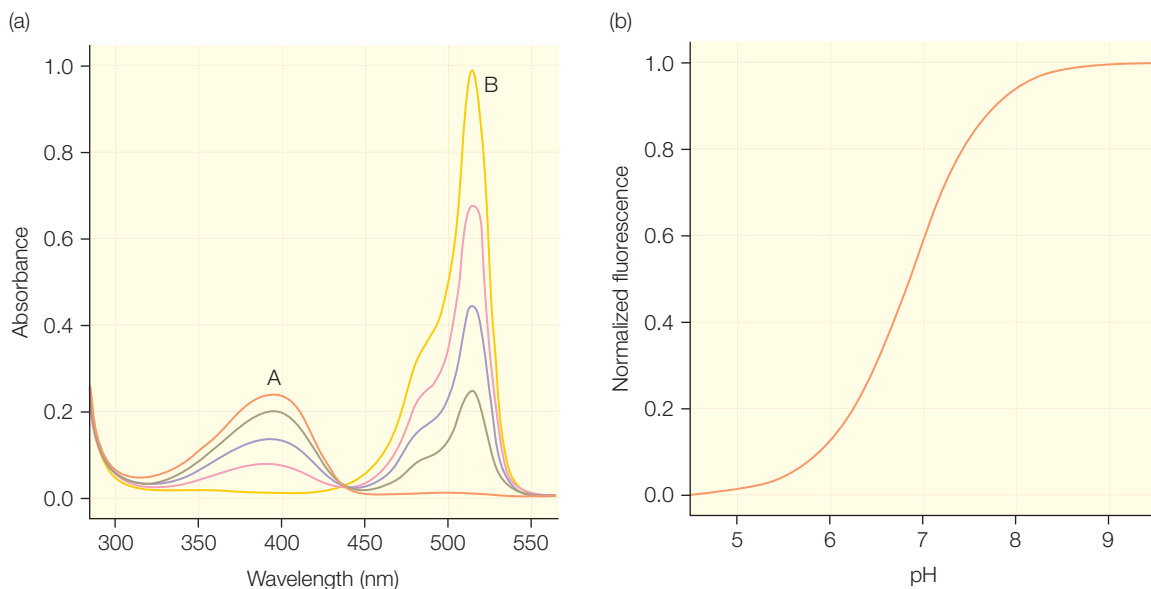 (a)
1.0
0.8
0.6
0.4
0.2
0.0
Absorbance
A
B
300 350 400 450 500 550
Wavelength (nm)
(b)
1.0
0.8
0.6
0.4
0.2
0.0
Normalized fluorescence
5 6 7 8 9
pH